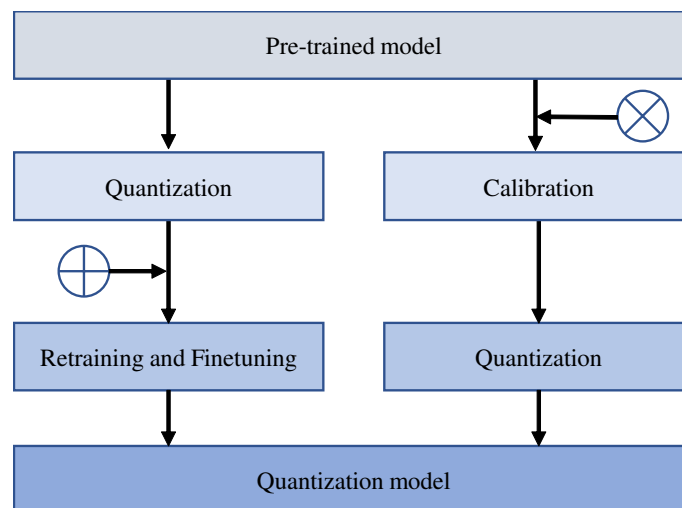 Pre-trained model
Quantization
Calibration
Retraining and Finetuning
Quantization
Quantization model